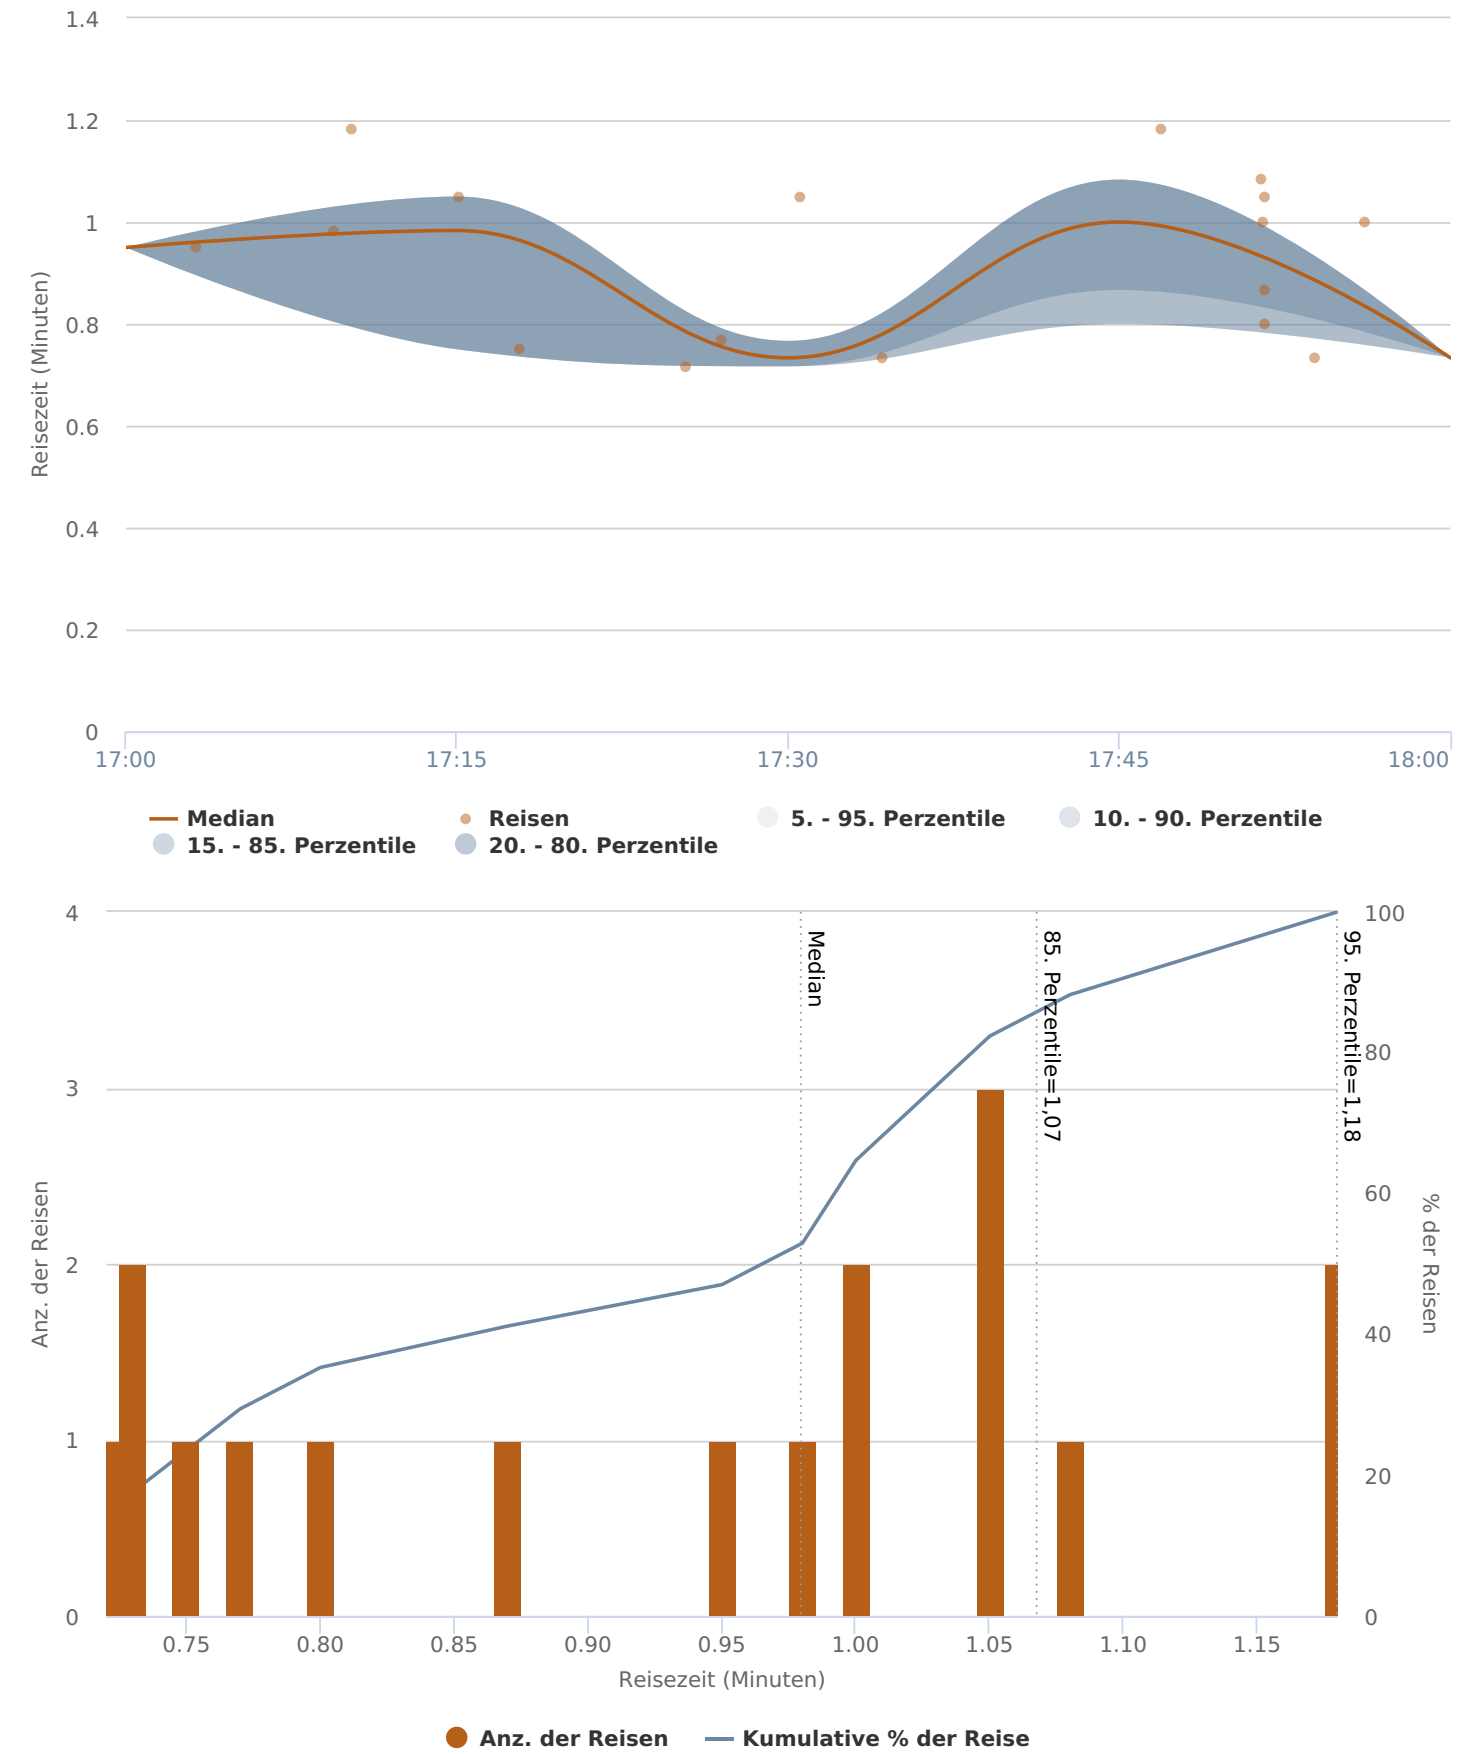 1.4
1.2
1
0.8
0.6
0.4
0.2
0
Reisezeit (Minuten)
17:00 17:15 17:30 17:45 18:00
Median Reisen 5. - 95. Perzentile 10. - 90. Perzentile
15. - 85. Perzentile 20. - 80. Perzentile
4
3
2
1
0
Anz. der Reisen
Median
85. Perzentile=1,07
95. Perzentile=1,18
100
80
60
40
20
0
% der Reisen
0.75 0.80 0.85 0.90 0.95 1.00 1.05 1.10 1.15
Reisezeit (Minuten)
Anz. der Reisen Kumulative % der Reise